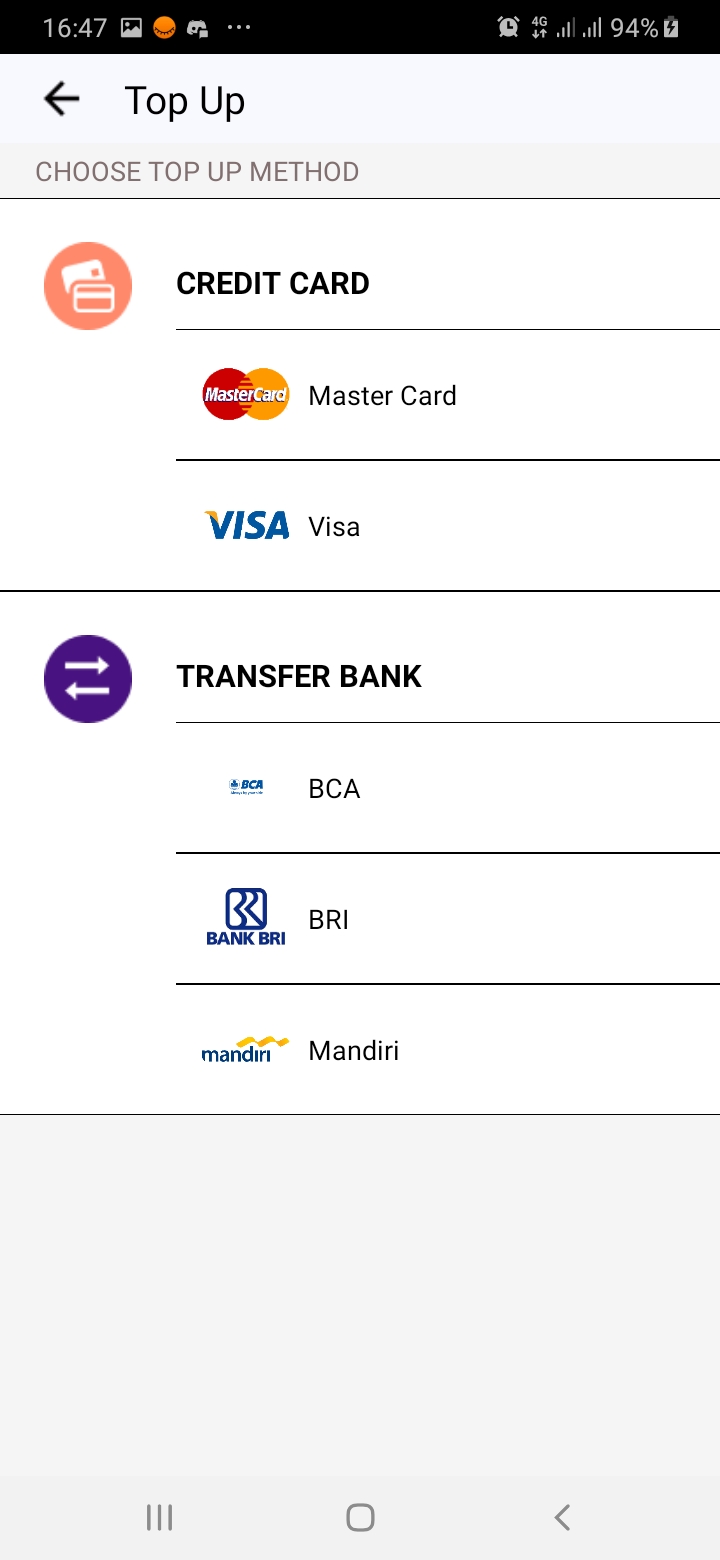 16:47 4G 94%
Top Up
CHOOSE TOP UP METHOD
CREDIT CARD
MasterCard Master Card
VISA Visa
TRANSFER BANK
BCA BCA
BANK BRI BRI
mandiri Mandiri